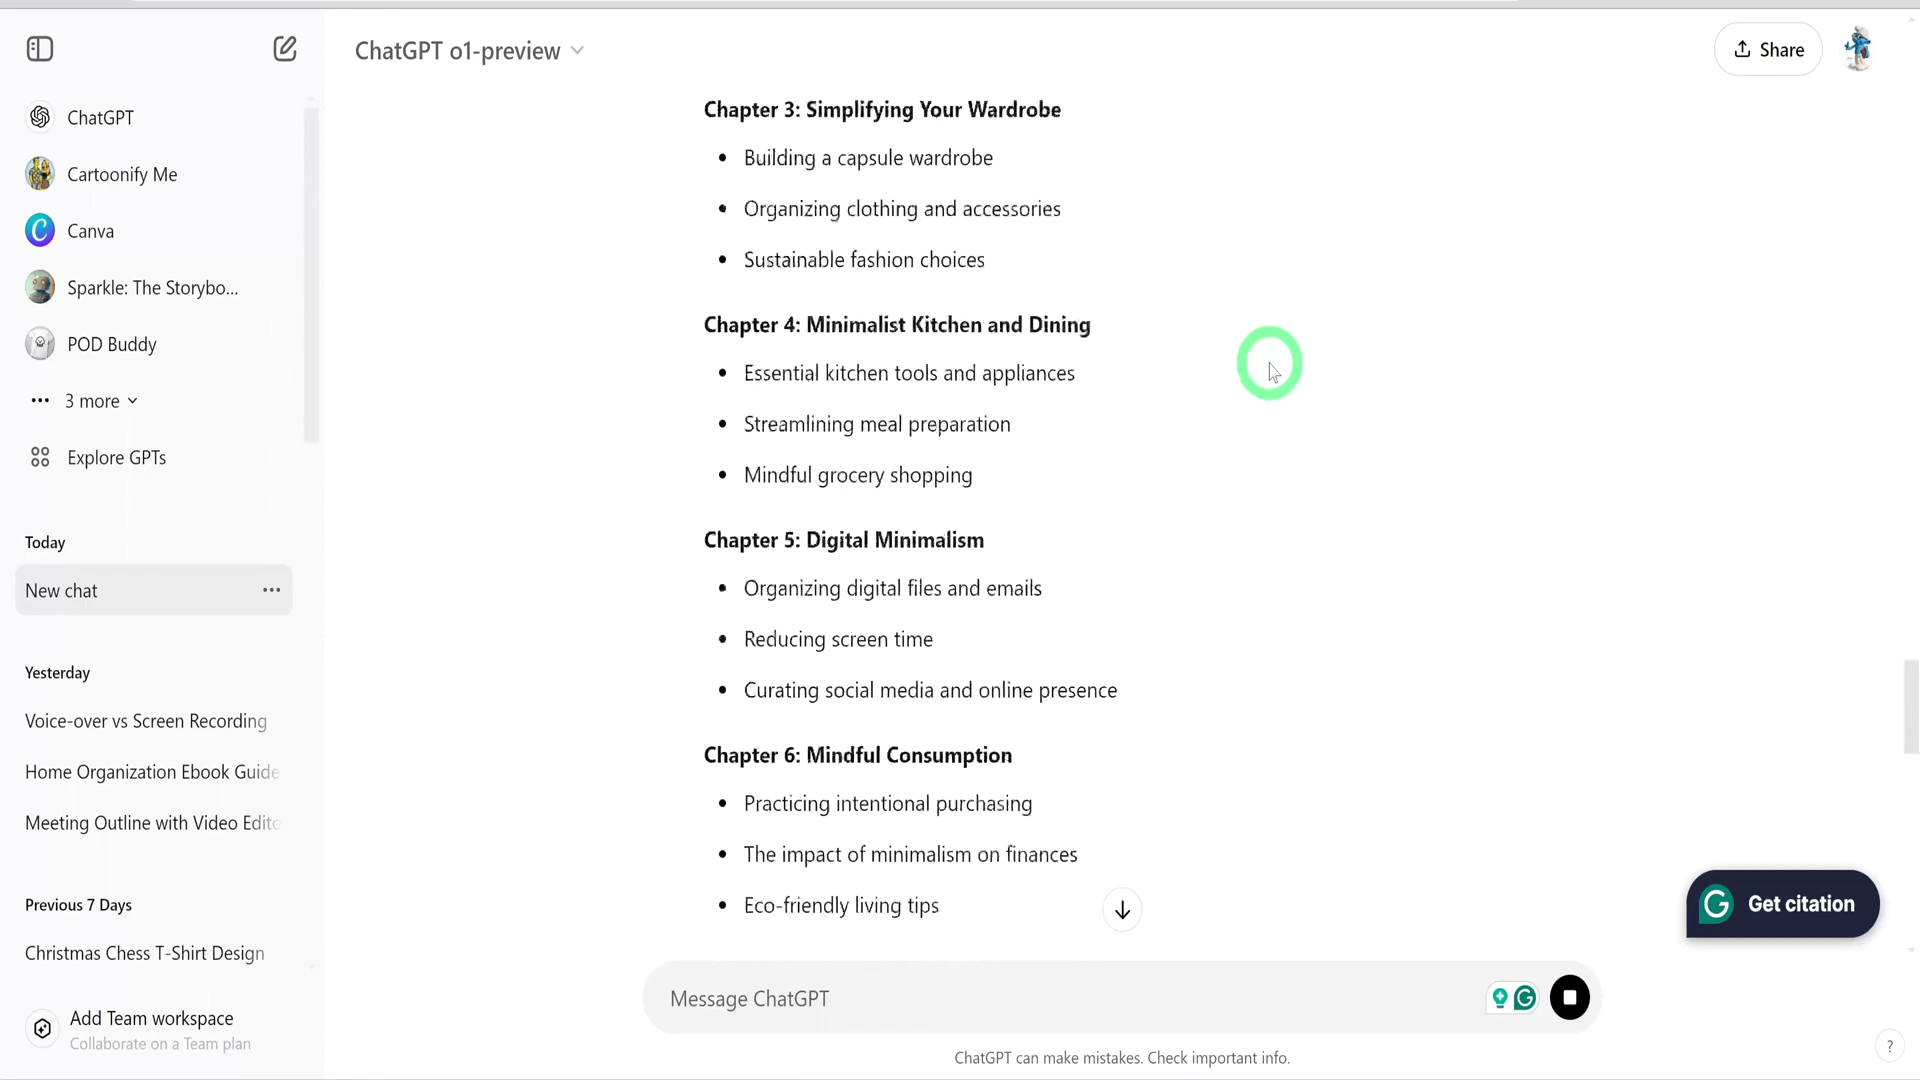 ChatGPT o1-preview
Share
ChatGPT
Cartoonify Me
Canva
Sparkle: The Storybo...
POD Buddy
3 more
Explore GPTs
Today
New chat
Yesterday
Voice-over vs Screen Recording
Home Organization Ebook Guide
Meeting Outline with Video Edito
Previous 7 Days
Christmas Chess T-Shirt Design
Add Team workspace
Collaborate on a Team plan
Chapter 3: Simplifying Your Wardrobe
• Building a capsule wardrobe
• Organizing clothing and accessories
• Sustainable fashion choices
Chapter 4: Minimalist Kitchen and Dining
• Essential kitchen tools and appliances
• Streamlining meal preparation
• Mindful grocery shopping
Chapter 5: Digital Minimalism
• Organizing digital files and emails
• Reducing screen time
• Curating social media and online presence
Chapter 6: Mindful Consumption
• Practicing intentional purchasing
• The impact of minimalism on finances
• Eco-friendly living tips
Get citation
Message ChatGPT
ChatGPT can make mistakes. Check important info.
?